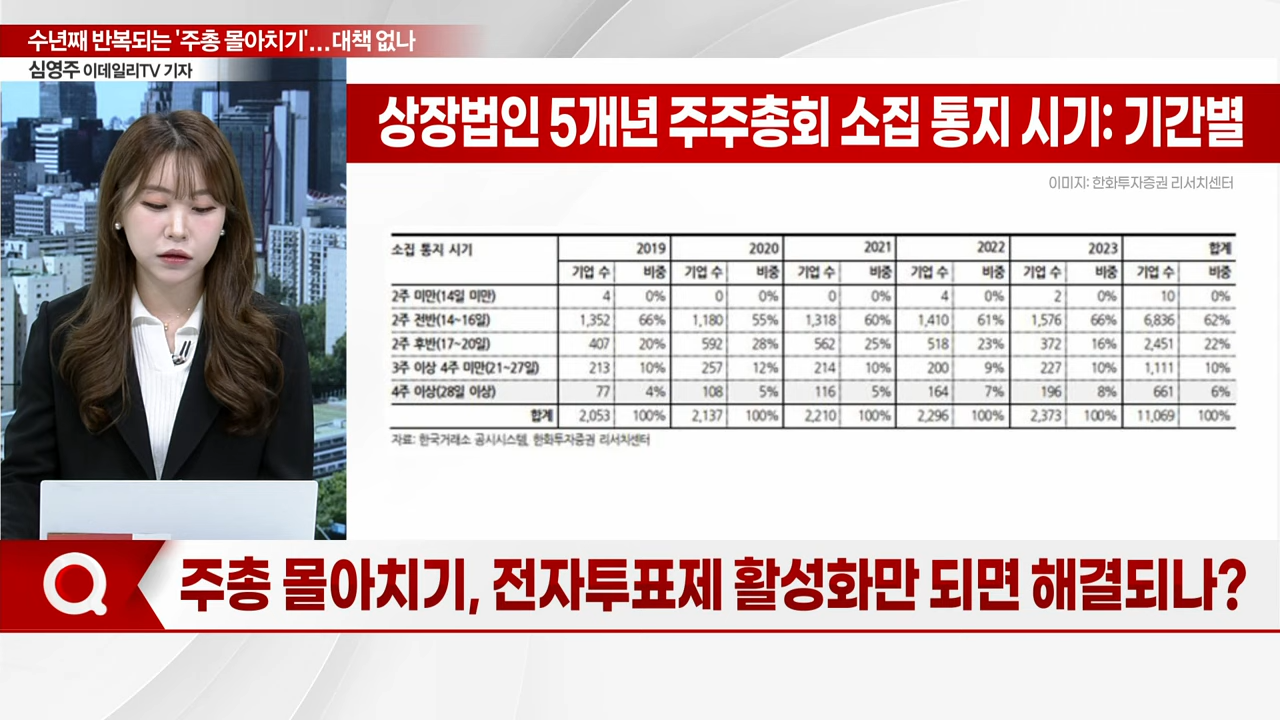 수년째 반복되는 '주총 몰아치기'... 대책 없나
심영주 이데일리TV 기자
상장법인 5개년 주주총회 소집 통지 시기: 기간별
이미지: 한화투자증권 리서치센터
소집 통지 시기 2019 2020 2021 2022 2023 합계
기업 수 비중 기업 수 비중 기업 수 비중 기업 수 비중 기업 수 비중 기업 수 비중
2주 미만(14일 미만) 4 0% 0 0% 0 0% 4 0% 2 0% 10 0%
2주 전반(14~16일) 1,352 66% 1,180 55% 1,318 60% 1,410 61% 1,576 66% 6,836 62%
2주 후반(17~20일) 407 20% 592 28% 562 25% 518 23% 372 16% 2,451 22%
3주 이상 4주 미만(21~27일) 213 10% 257 12% 214 10% 200 9% 227 10% 1,111 10%
4주 이상(28일 이상) 77 4% 108 5% 116 5% 164 7% 196 8% 661 6%
합계 2,053 100% 2,137 100% 2,210 100% 2,296 100% 2,373 100% 11,069 100%
자료: 한국거래소 공시시스템, 한화투자증권 리서치센터
주총 몰아치기, 전자투표제 활성화만 되면 해결되나?